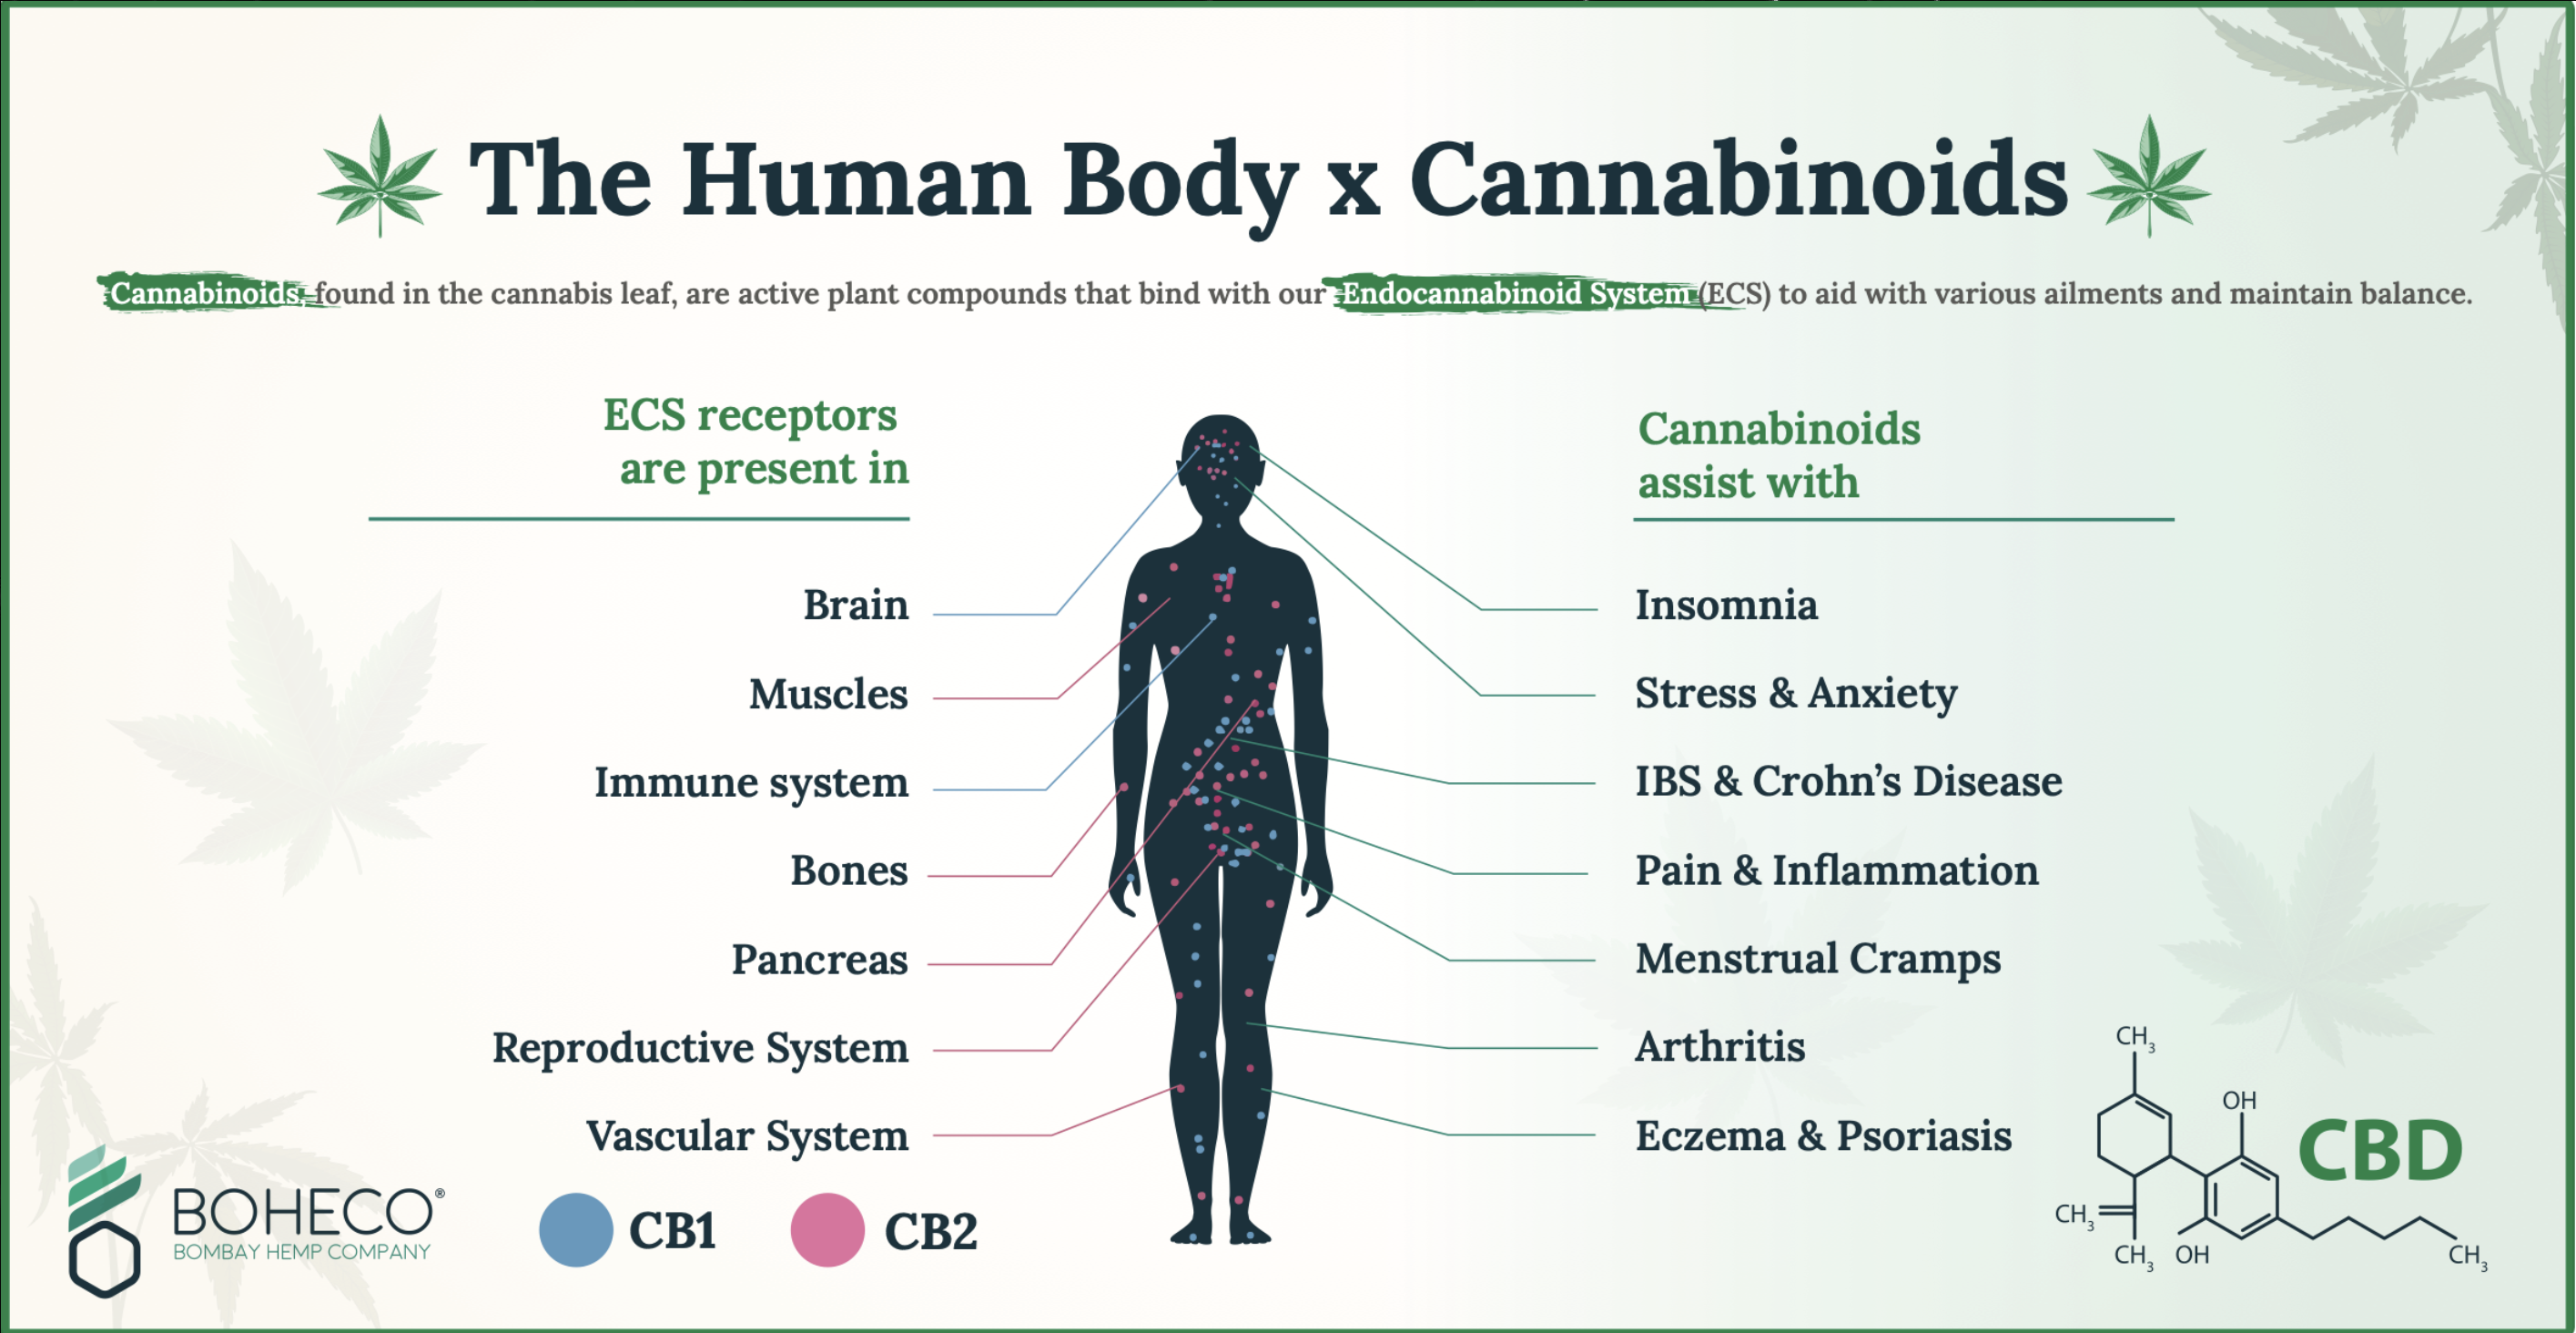 The Human Body x Cannabinoids
Cannabinoids, found in the cannabis leaf, are active plant compounds that bind with our Endocannabinoid System (ECS) to aid with various ailments and maintain balance.
ECS receptors
are present in
Brain
Muscles
Immune system
Bones
Pancreas
Reproductive System
Vascular System
CB1
CB2
Cannabinoids
assist with
Insomnia
Stress & Anxiety
IBS & Crohn’s Disease
Pain & Inflammation
Menstrual Cramps
Arthritis
Eczema & Psoriasis
BOHECO®
BOMBAY HEMP COMPANY
CH₃
OH
CBD
CH₃
CH₃
OH
CH₃